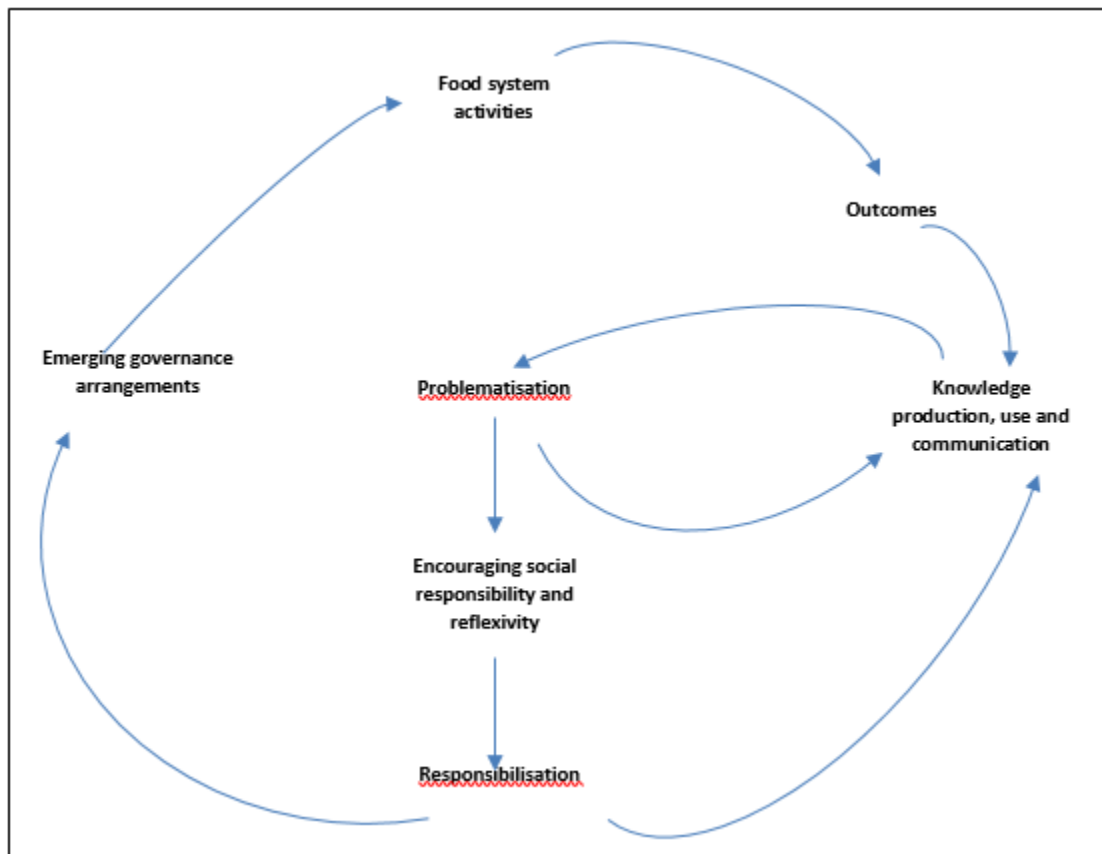 Food system
activities
Outcomes
Emerging governance
arrangements
Problematisation
Knowledge
production, use and
communication
Encouraging social
responsibility and
reflexivity
Responsibilisation